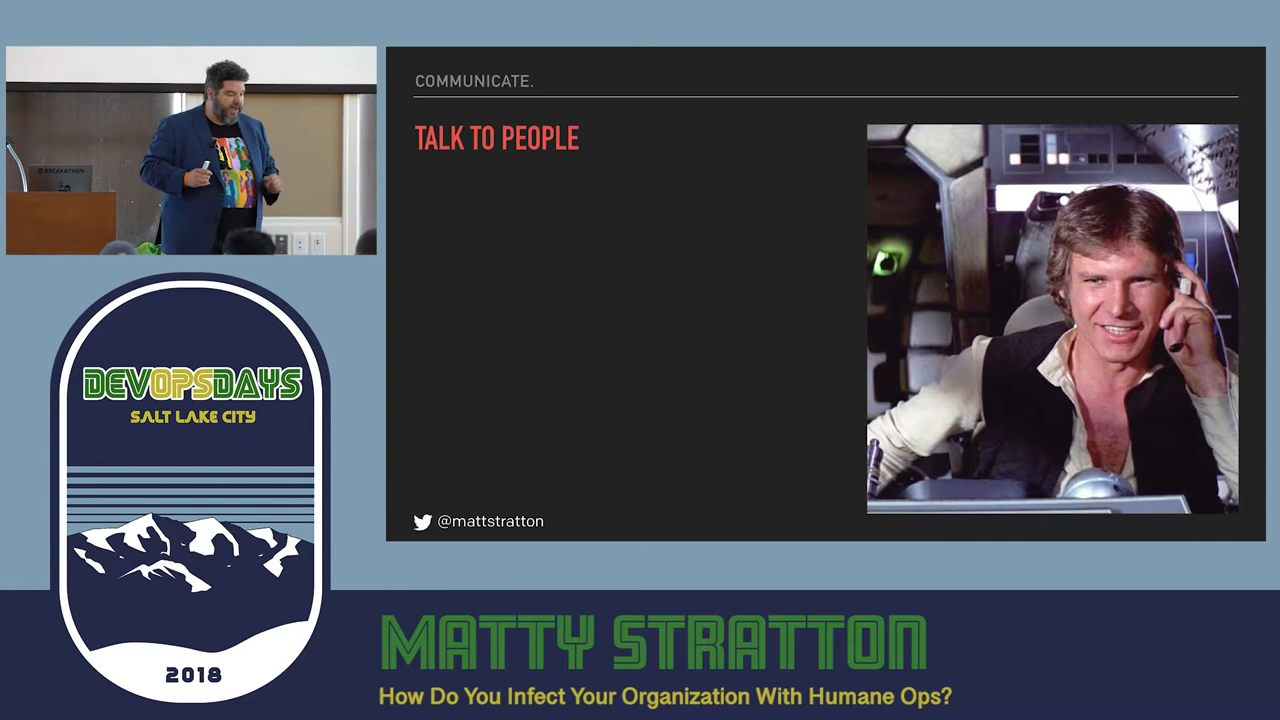 COMMUNICATE.
TALK TO PEOPLE
@mattstratton
BREAKATHON
DEVOPSDAYS
SALT LAKE CITY
2018
MATTY STRATTON
How Do You Infect Your Organization With Humane Ops?